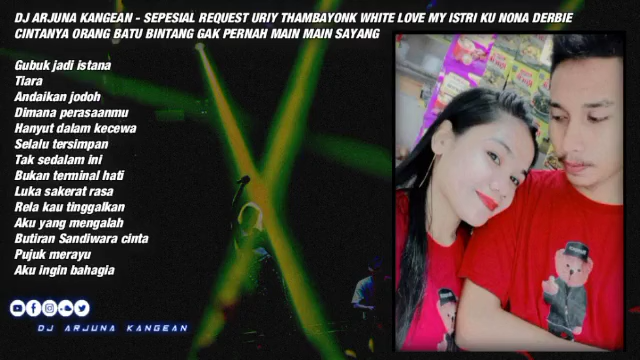 DJ ARJUNA KANGEAN - SEPESIAL REQUEST URIY THAMBAYONK WHITE LOVE MY ISTRI KU NONA DERBIE
CINTANYA ORANG BATU BINTANG GAK PERNAH MAIN MAIN SAYANG
Gubuk jadi istana
Tiara
Andaikan jodoh
Dimana perasaanmu
Hanyut dalam kecewa
Selalu tersimpan
Tak sedalam ini
Bukan terminal hati
Luka sakerat rasa
Rela kau tinggalkan
Aku yang mengalah
Butiran Sandiwara cinta
Pujuk merayu
Aku ingin bahagia
DJ ARJUNA KANGEAN